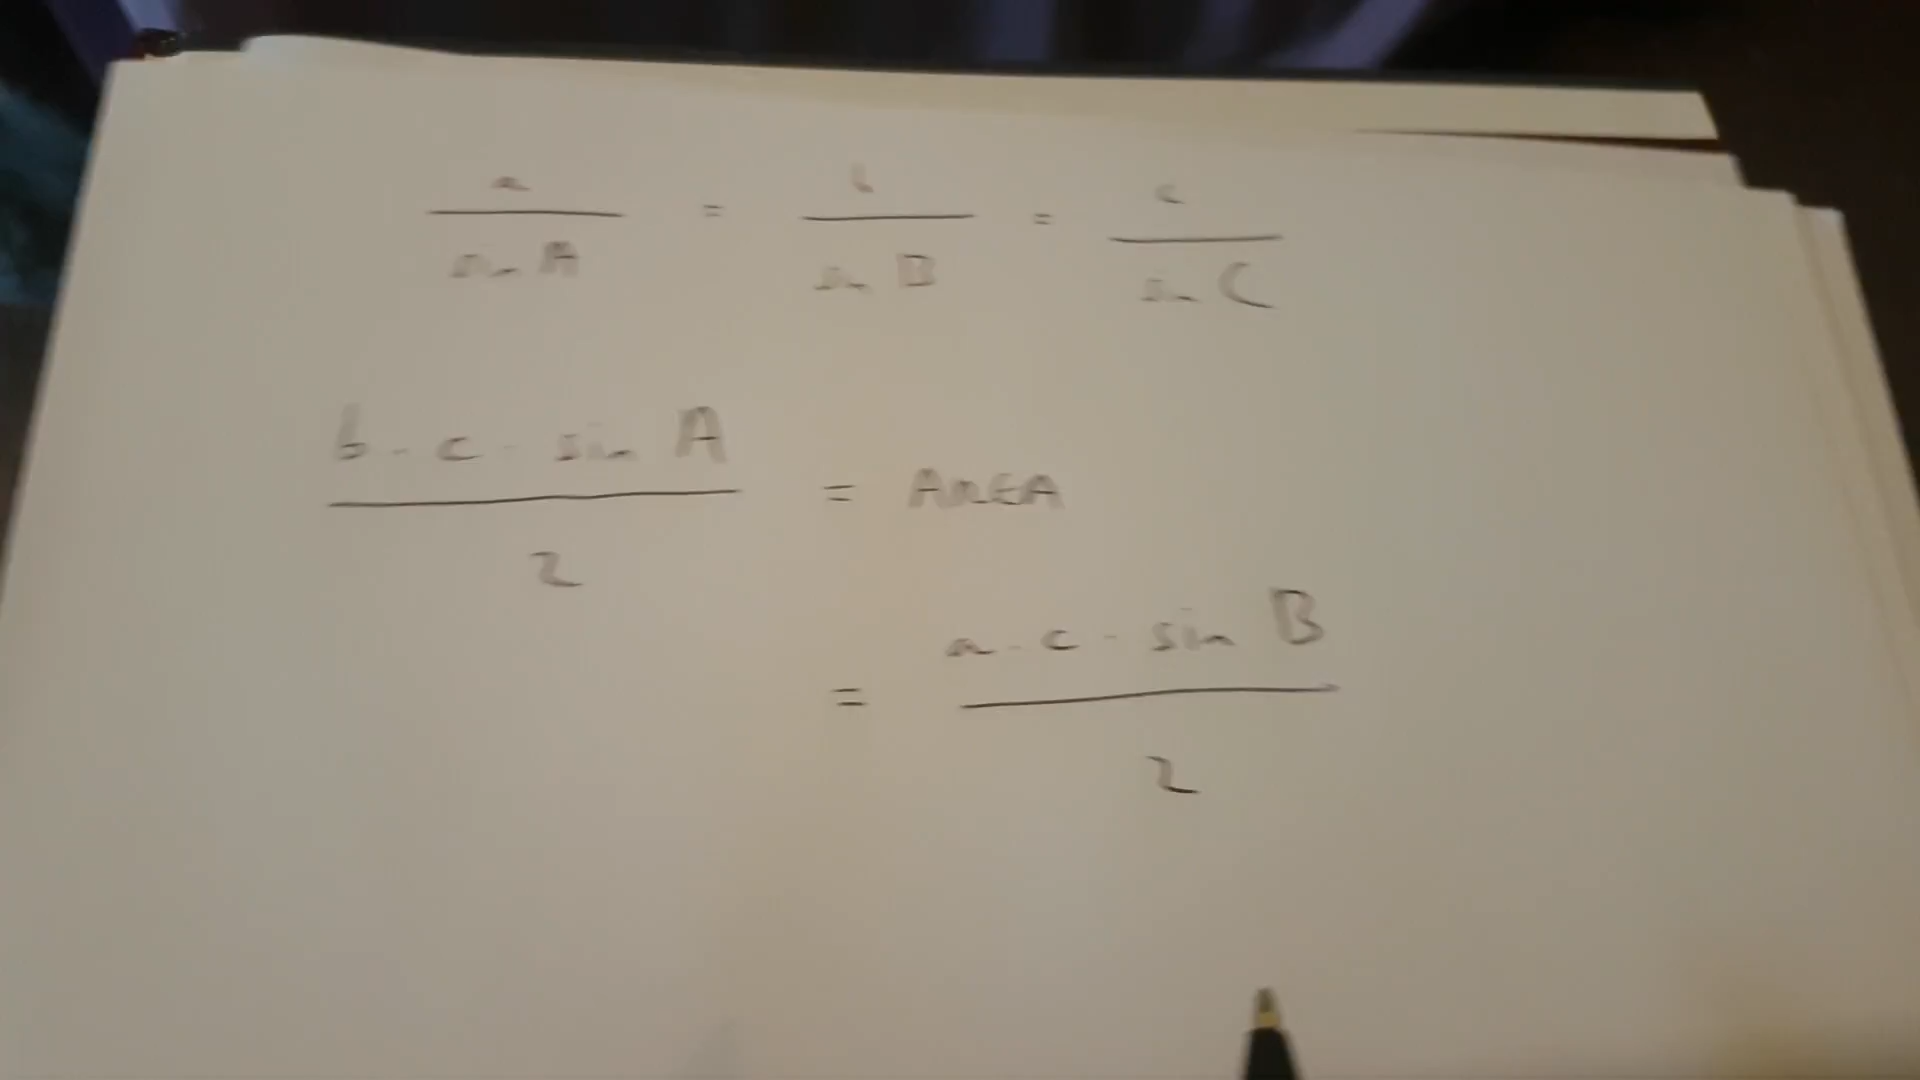 a / sin A = b / sin B = c / sin C
b · c · sin A / 2 = AREA
= a · c · sin B / 2